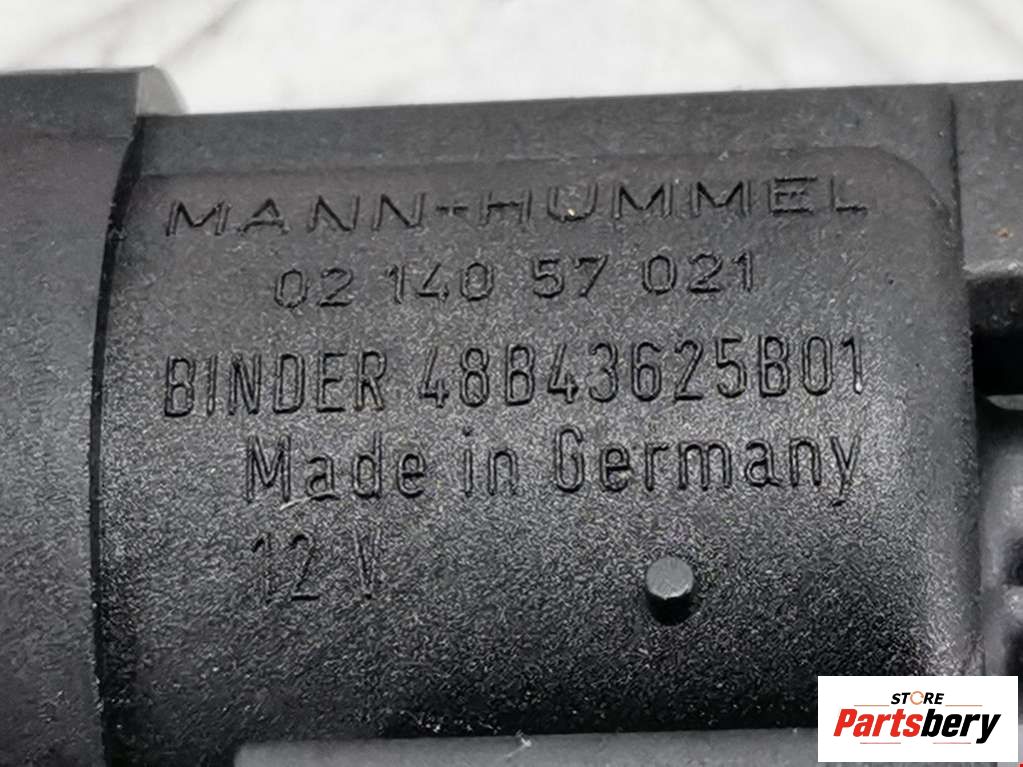 MANN+HUMMEL
02 140 57 021
BINDER 48B43625B01
Made in Germany
12 V
STORE
Partsbery